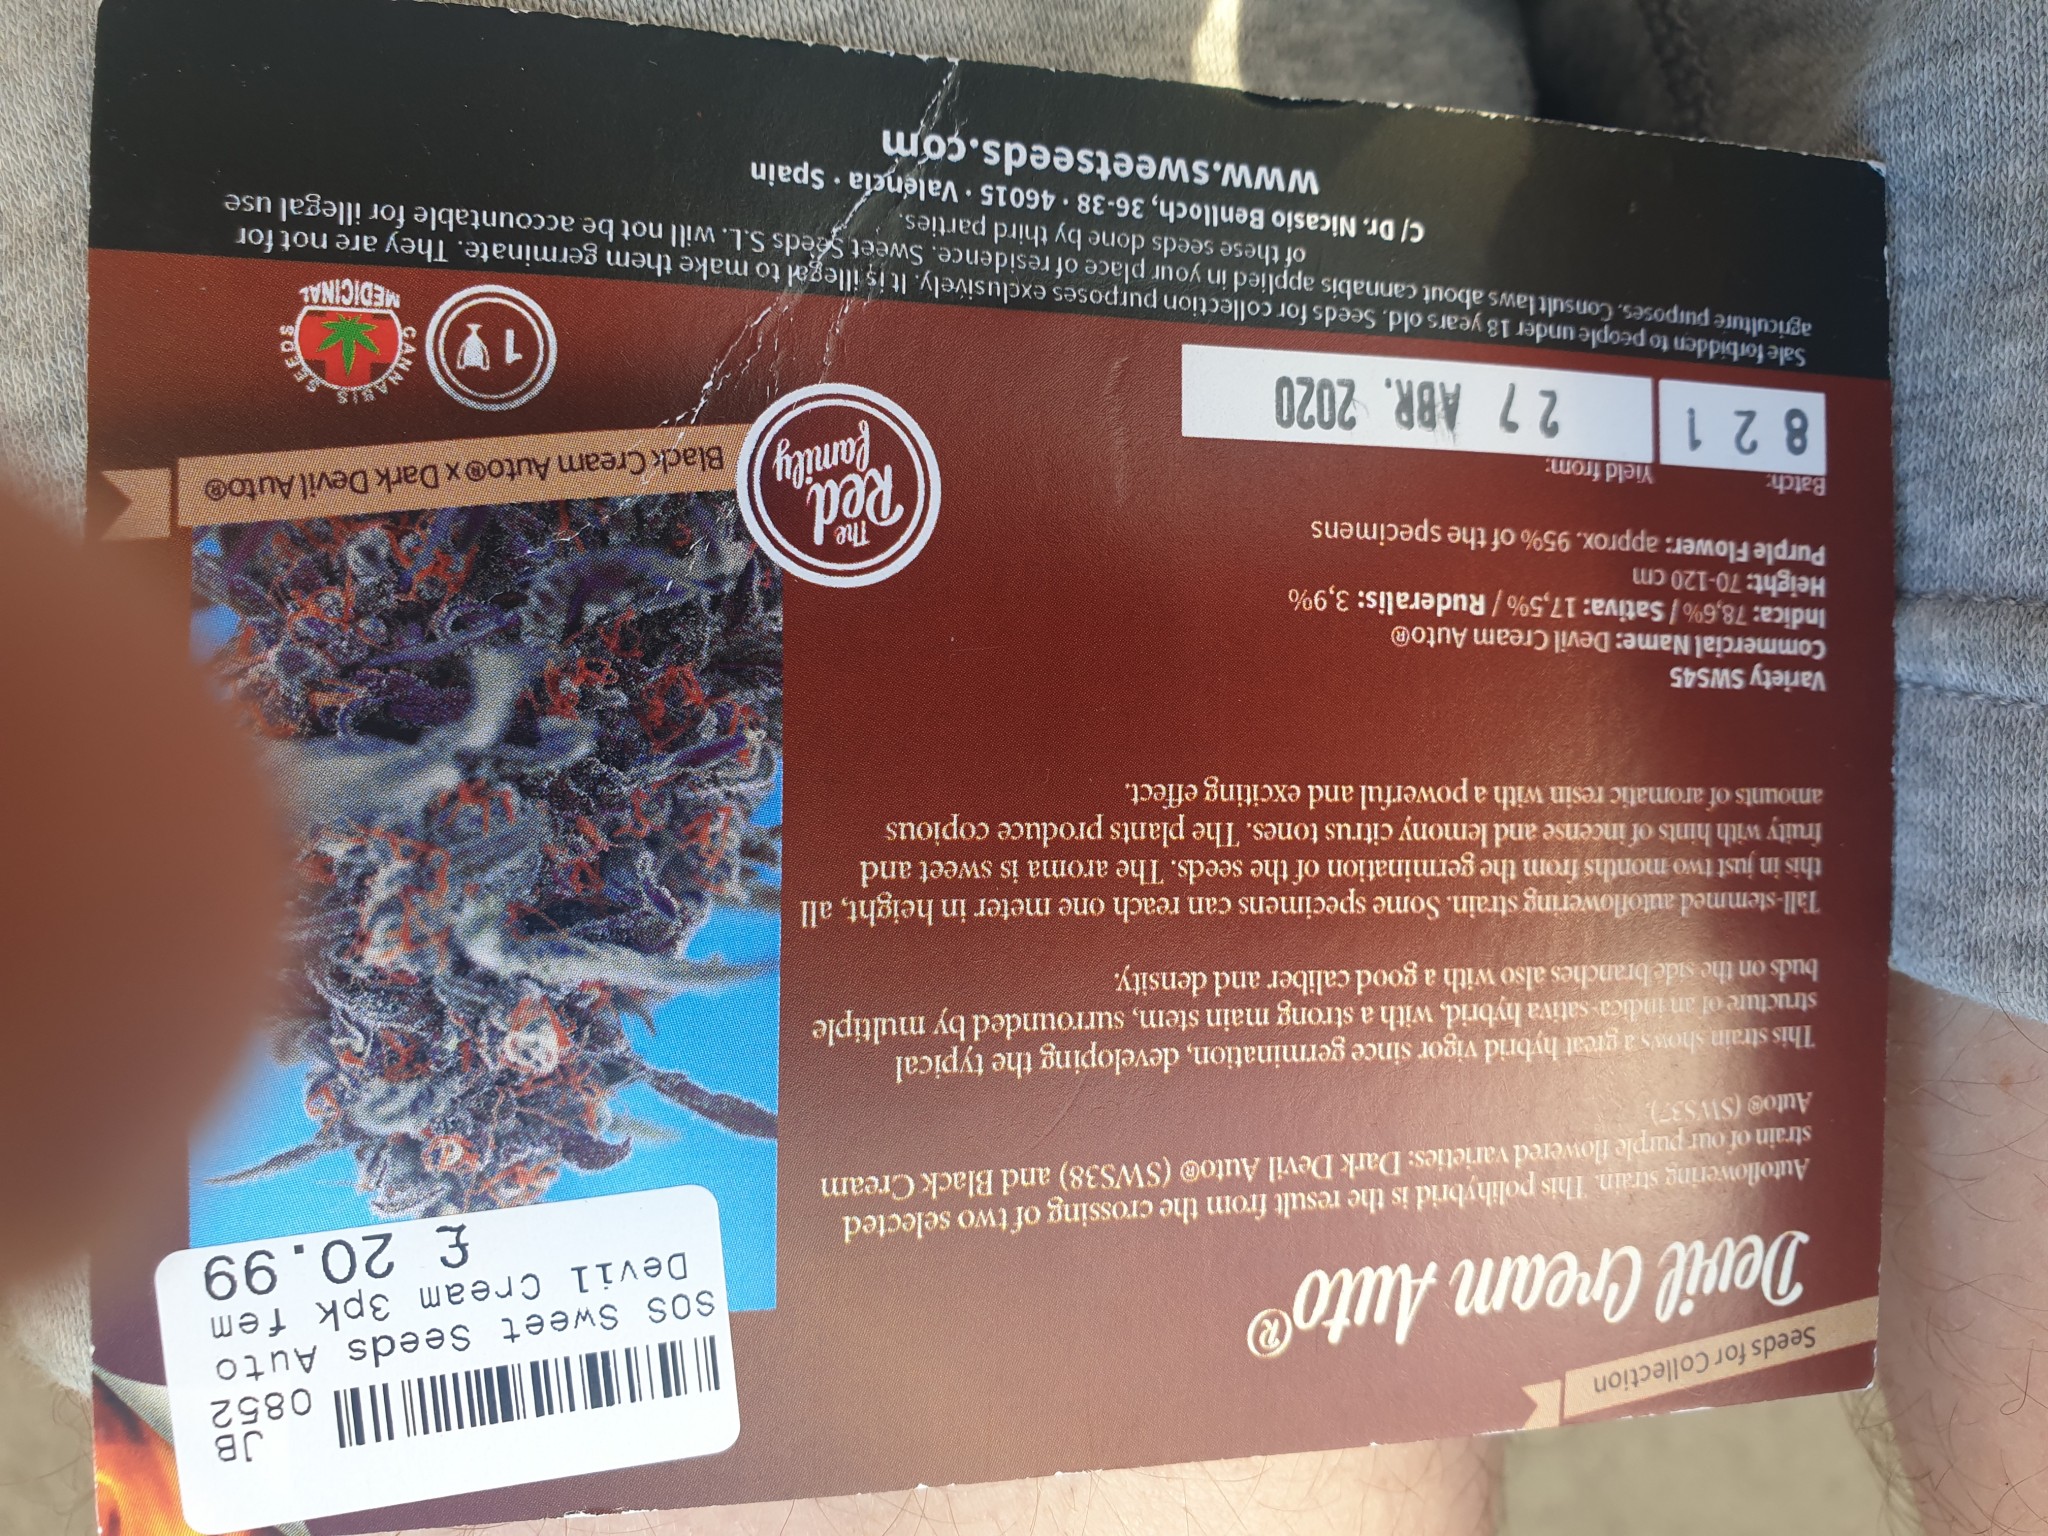 Seeds for Collection
Devil Cream Auto®
Autoflowering strain. This polihybrid is the result from the crossing of two selected
strain of our purple flowered varieties: Dark Devil Auto® (SWS38) and Black Cream
Auto® (SWS37).
This strain shows a great hybrid vigor since germination, developing the typical
structure of an indica-sativa hybrid, with a strong main stem, surrounded by multiple
buds on the side branches also with a good caliber and density.
Tall-stemmed autoflowering strain. Some specimens can reach one meter in height, all
this in just two months from the germination of the seeds. The aroma is sweet and
fruity with hints of incense and lemony citrus tones. The plants produce copious
amounts of aromatic resin with a powerful and exciting effect.
Variety SWS45
Commercial Name: Devil Cream Auto®
Indica: 78,6% / Sativa: 17,5% / Ruderalis: 3,9%
Height: 70-120 cm
Purple Flower: approx. 95% of the specimens
Batch: Yield from:
8 2 1 2 7 ABR. 2020
JB
0852
SOS Sweet Seeds Auto
Devil Cream 3pk fem
£ 20.99
The
Red
family
Black Cream Auto® x Dark Devil Auto®
1
CANNABIS SEEDS
MEDICINAL
Sale forbidden to people under 18 years old. Seeds for collection purposes exclusively. It is illegal to make them germinate. They are not for
agriculture purposes. Consult laws about cannabis applied in your place of residence. Sweet Seeds S.L. will not be accountable for illegal use
of these seeds done by third parties.
C/ Dr. Nicasio Benlloch, 36-38 · 46015 · Valencia · Spain
www.sweetseeds.com